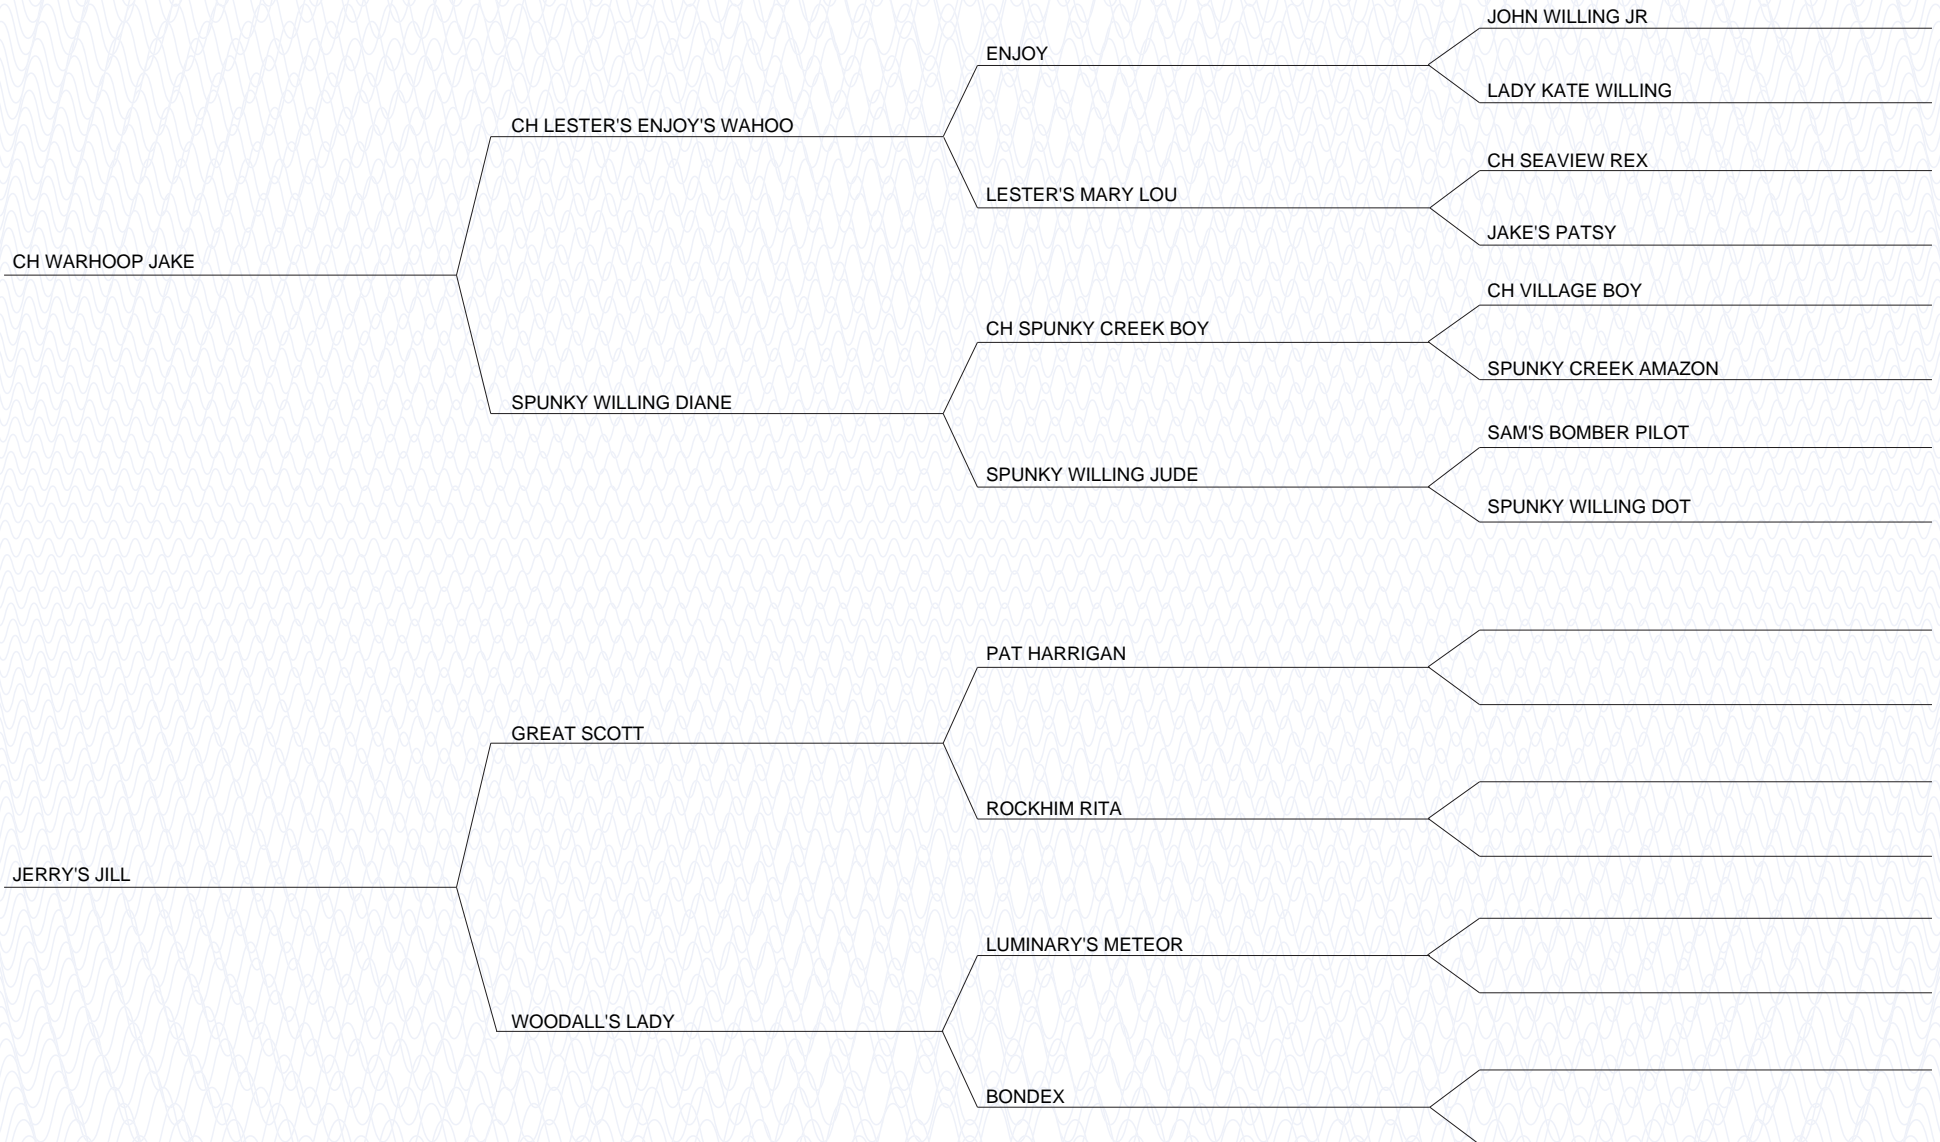 JOHN WILLING JR
ENJOY
LADY KATE WILLING
CH LESTER'S ENJOY'S WAHOO
CH SEAVIEW REX
LESTER'S MARY LOU
JAKE'S PATSY
CH WARHOOP JAKE
CH VILLAGE BOY
CH SPUNKY CREEK BOY
SPUNKY CREEK AMAZON
SPUNKY WILLING DIANE
SAM'S BOMBER PILOT
SPUNKY WILLING JUDE
SPUNKY WILLING DOT
PAT HARRIGAN
GREAT SCOTT
ROCKHIM RITA
JERRY'S JILL
LUMINARY'S METEOR
WOODALL'S LADY
BONDEX